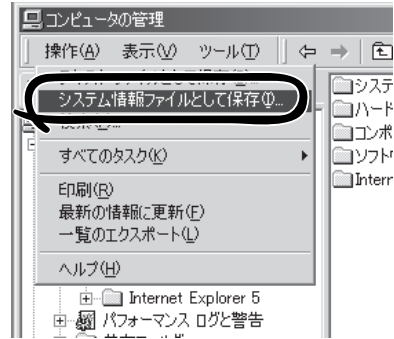 コンピュータの管理
操作(A) 表示(V) ツール(T)
システム情報ファイルとして保存(I)...
すべてのタスク(K)
印刷(R)
最新の情報に更新(F)
一覧のエクスポート(L)
ヘルプ(H)
システ
ハード
コンポ
ソフト
Intern
Internet Explorer 5
パフォーマンス ログと警告